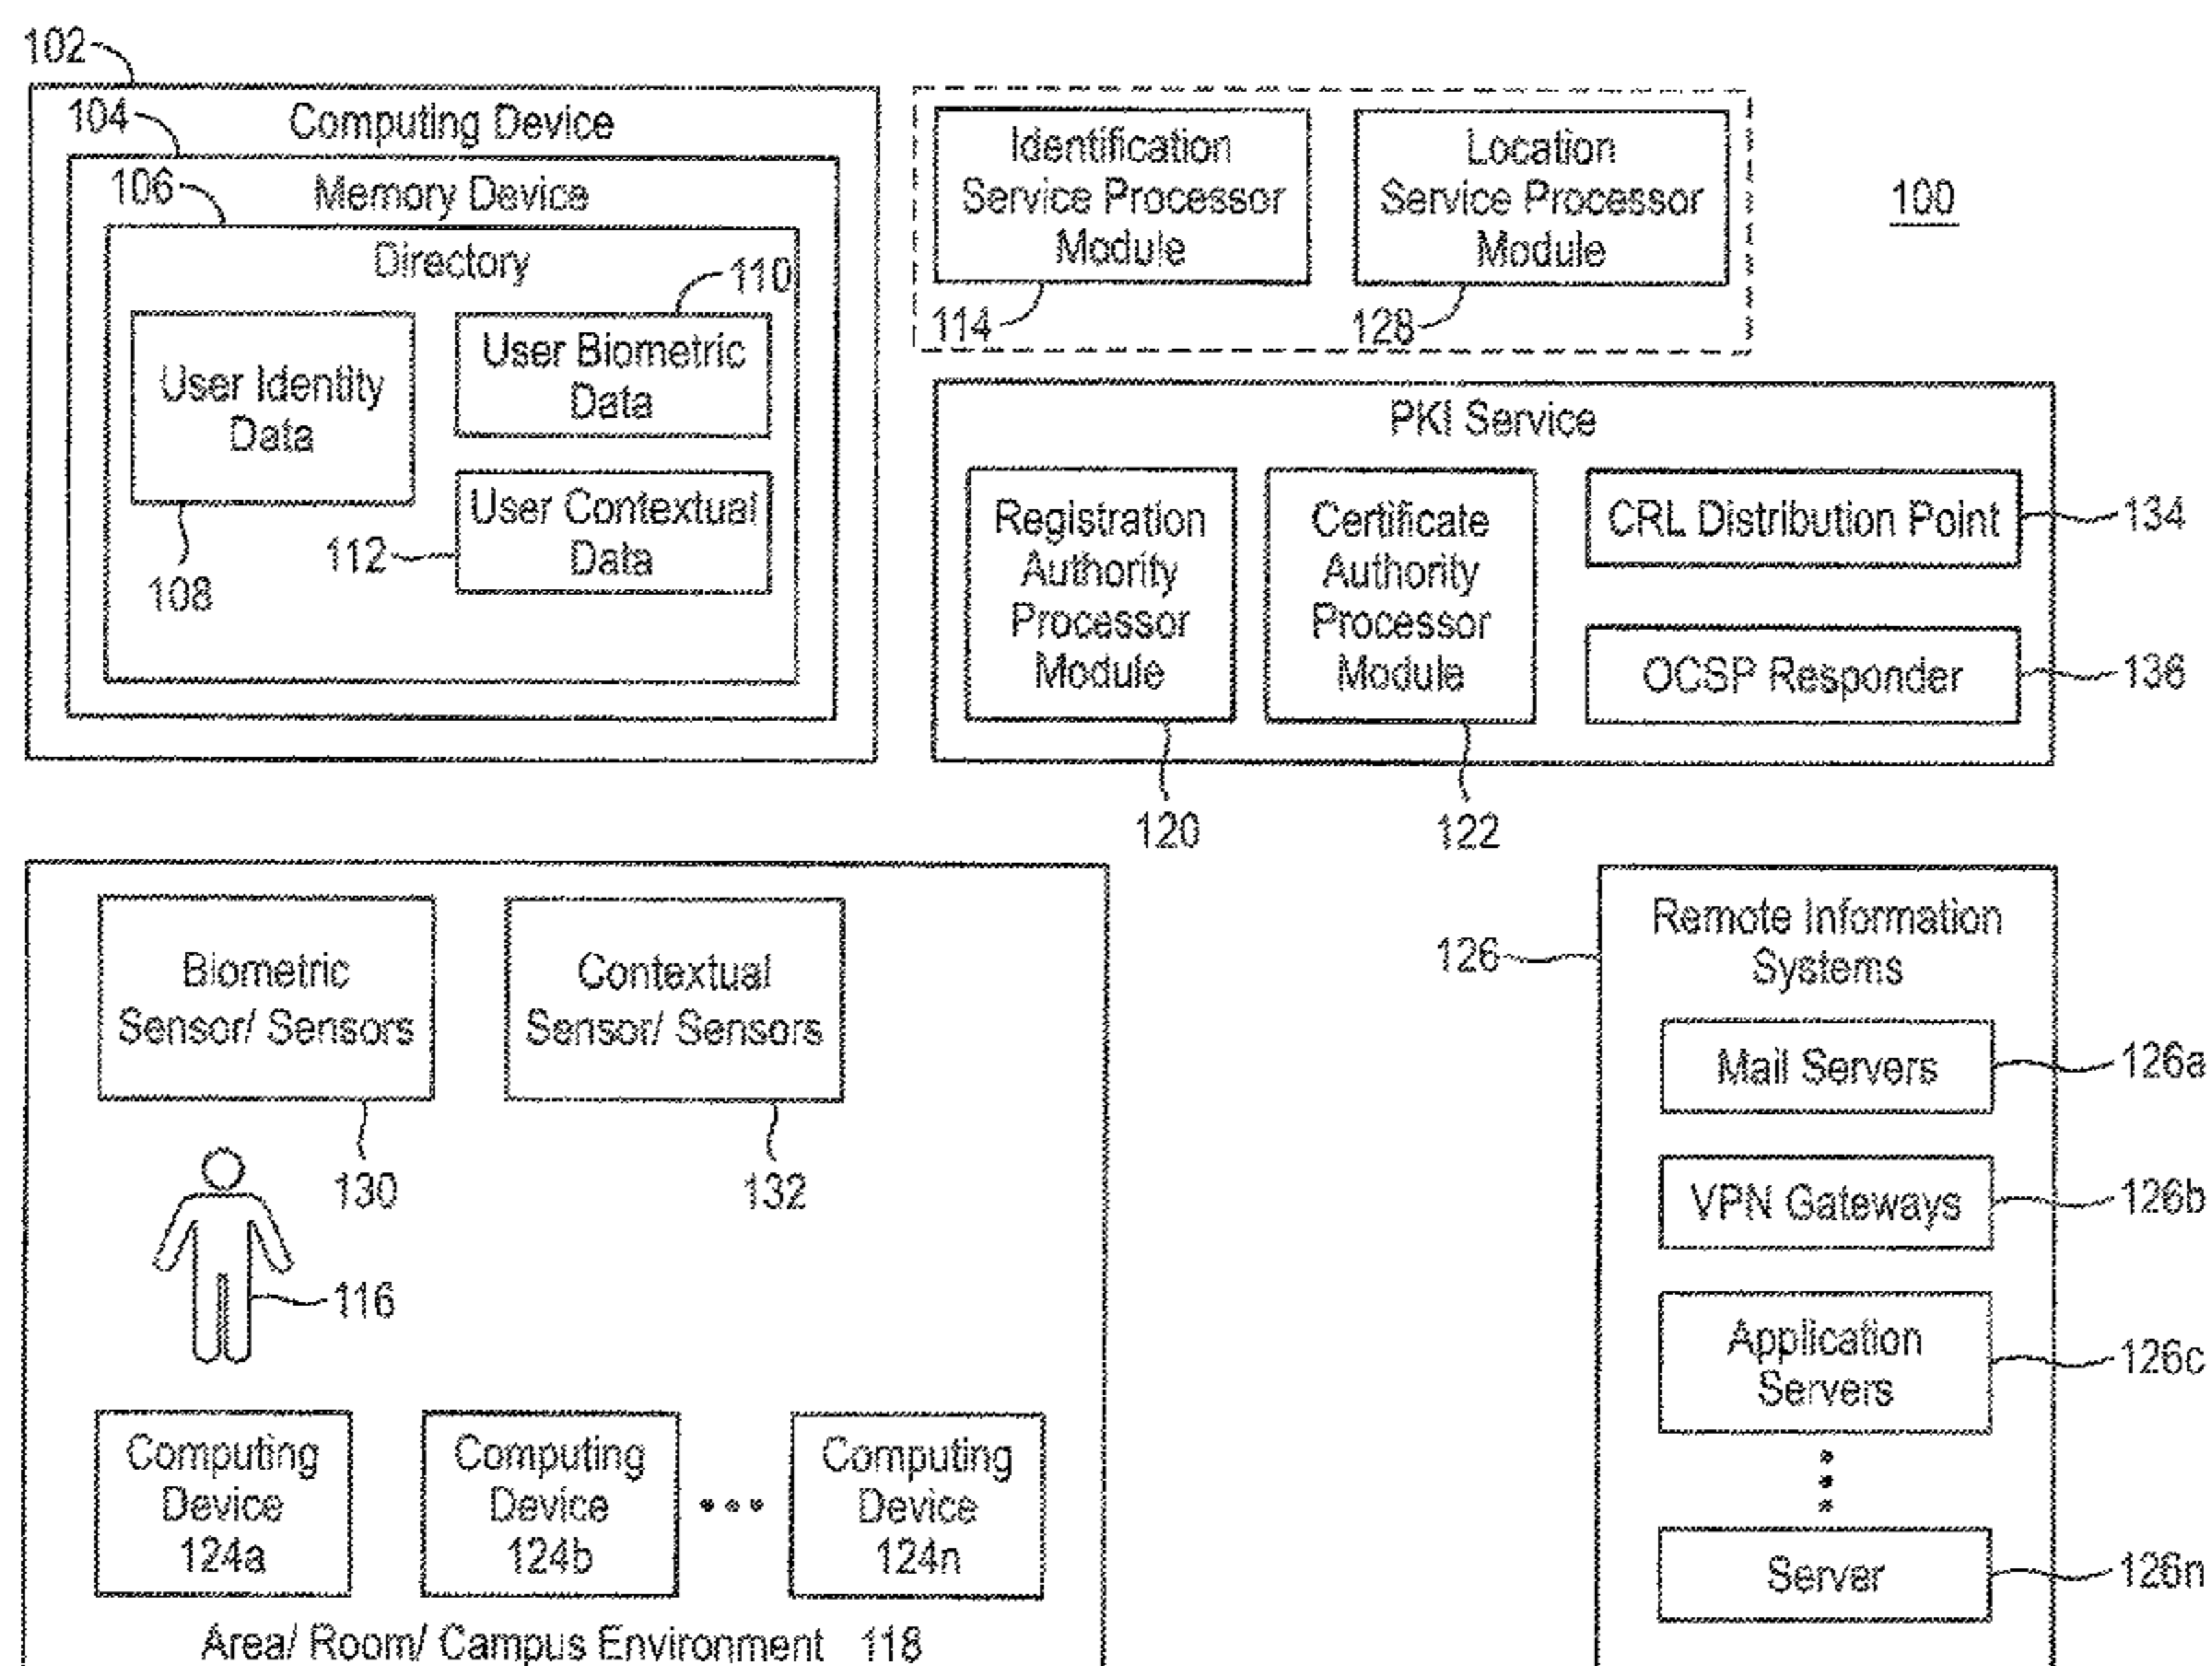 102
Computing Device
104
Memory Device
106
Directory
110
User Identity
Data
User Biometric
Data
User Contextual
Data
112
108
Identification
Service Processor
Module
114
Location
Service Processor
Module
128
100
PKI Service
Registration
Authority
Processor
Module
Certificate
Authority
Processor
Module
CRL Distribution Point
134
OCSP Responder
136
120
122
Biometric
Sensor/ Sensors
130
Contextual
Sensor/ Sensors
132
116
Computing
Device
124a
Computing
Device
124b
Computing
Device
124n
Area/ Room/ Campus Environment 118
126
Remote Information
Systems
Mail Servers
126a
VPN Gateways
126b
Application
Servers
126c
Server
126n